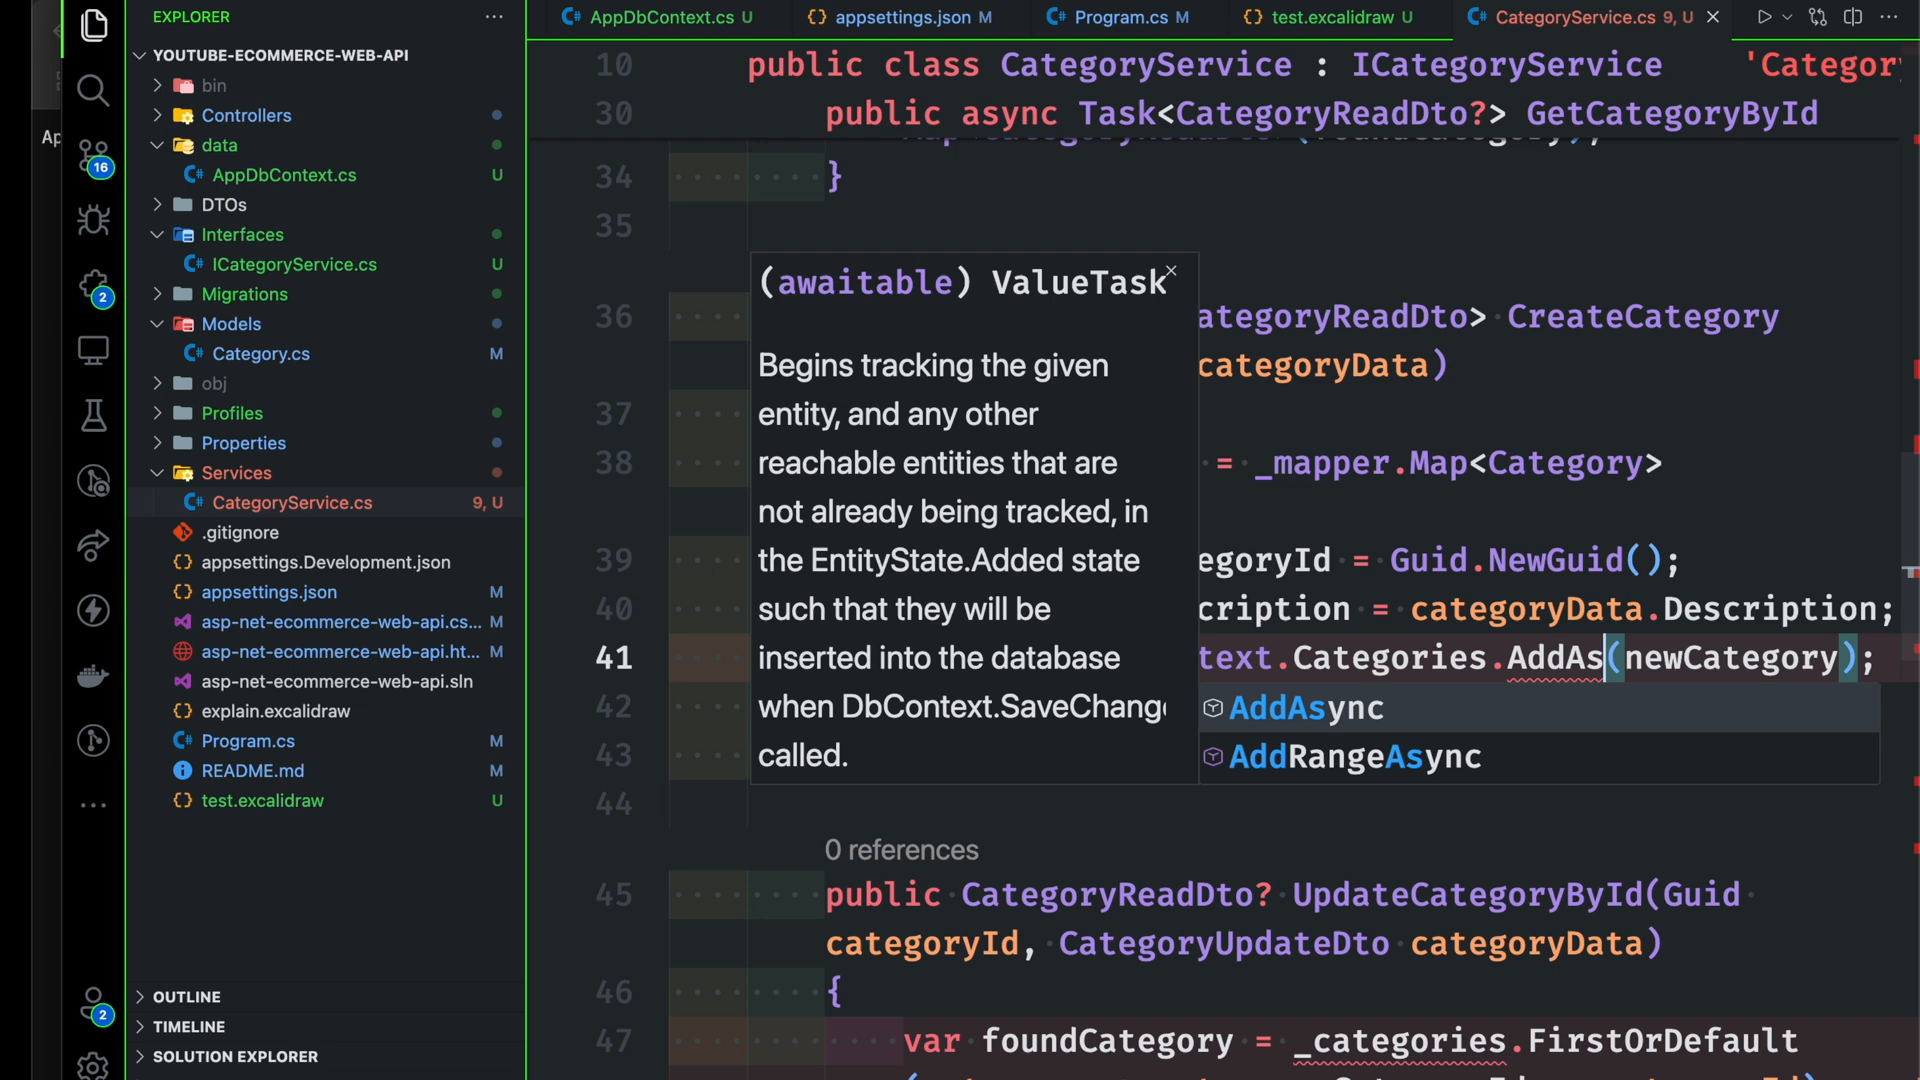 EXPLORER
AppDbContext.cs U
appsettings.json M
Program.cs M
test.excalidraw U
CategoryService.cs 9, U
YOUTUBE-ECOMMERCE-WEB-API
bin
Controllers
data
AppDbContext.cs U
DTOs
Interfaces
ICategoryService.cs U
Migrations
Models
Category.cs M
obj
Profiles
Properties
Services
CategoryService.cs 9, U
.gitignore
appsettings.Development.json
appsettings.json M
asp-net-ecommerce-web-api.cs... M
asp-net-ecommerce-web-api.ht... M
asp-net-ecommerce-web-api.sln
explain.excalidraw
Program.cs M
README.md M
test.excalidraw U
OUTLINE
TIMELINE
SOLUTION EXPLORER
16
2
2
Ap
10 public class CategoryService : ICategoryService 'Categor
30 public async Task<CategoryReadDto?> GetCategoryById
34 }
35
36 ategoryReadDto> CreateCategory
categoryData)
37
38 = _mapper.Map<Category>
39 egoryId = Guid.NewGuid();
40 cription = categoryData.Description;
41 text.Categories.AddAs(newCategory);
42
43
44
(awaitable) ValueTask
Begins tracking the given
entity, and any other
reachable entities that are
not already being tracked, in
the EntityState.Added state
such that they will be
inserted into the database
when DbContext.SaveChang
called.
AddAsync
AddRangeAsync
0 references
45 public CategoryReadDto? UpdateCategoryById(Guid
categoryId, CategoryUpdateDto categoryData)
46 {
47 var foundCategory = _categories.FirstOrDefault